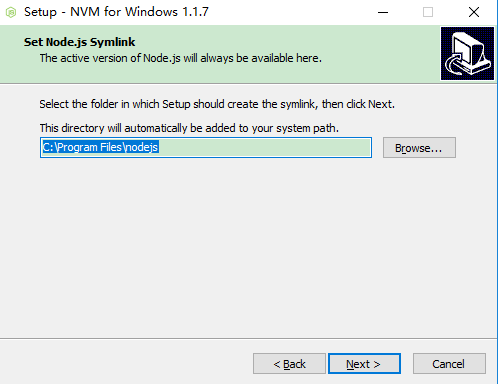 Setup - NVM for Windows 1.1.7
Set Node.js Symlink
The active version of Node.js will always be available here.
Select the folder in which Setup should create the symlink, then click Next.
This directory will automatically be added to your system path.
C:\Program Files\nodejs
Browse...
< Back
Next >
Cancel